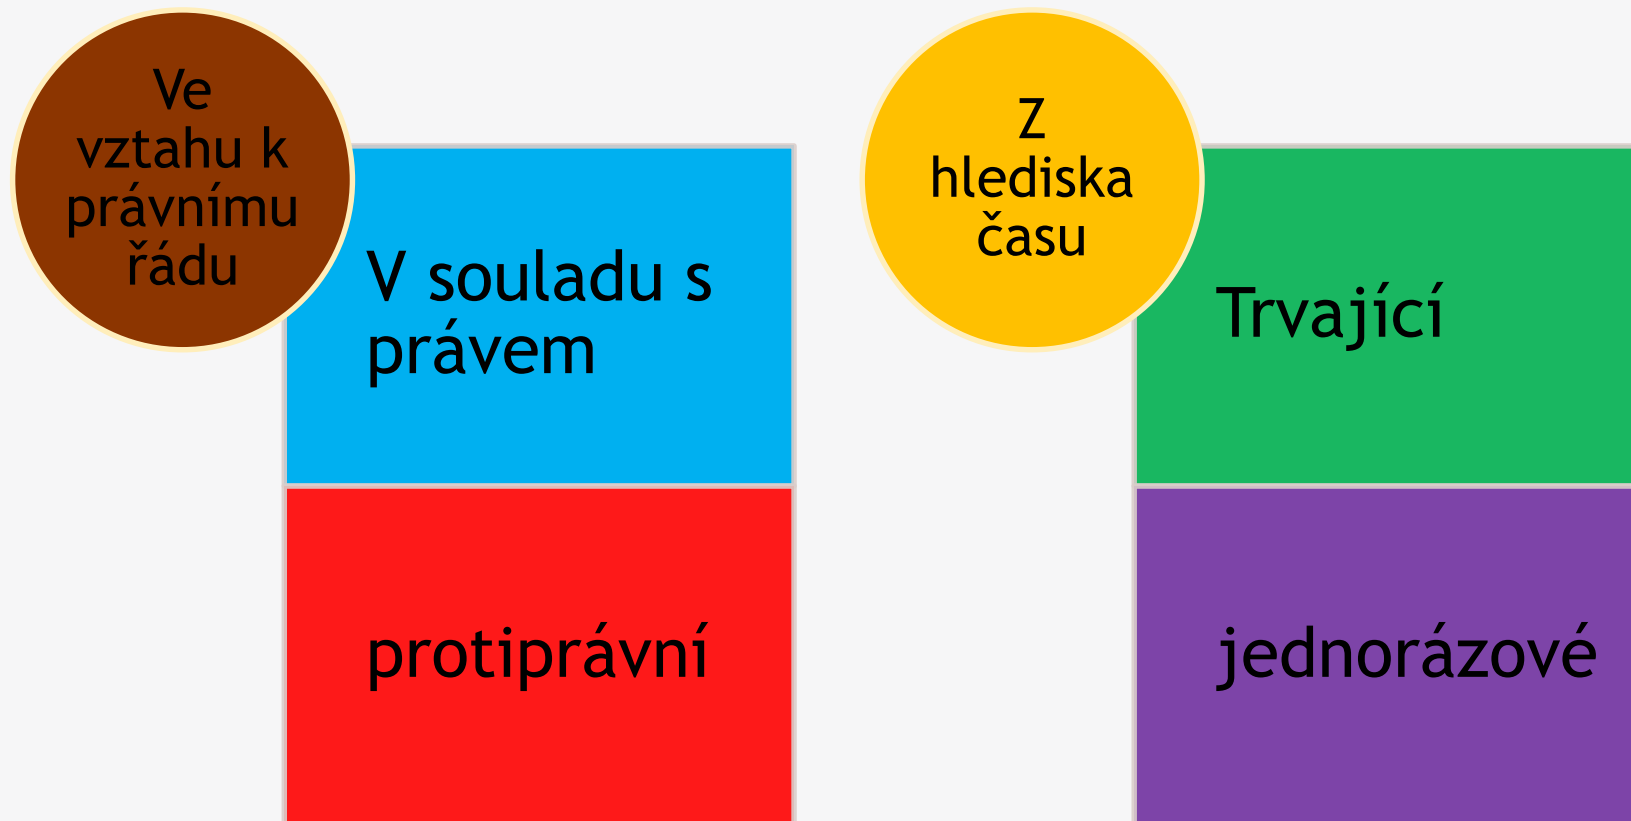 Ve
vztahu k
právnímu
řádu
V souladu s
právem
protiprávní
Z
hlediska
času
Trvající
jednorázové